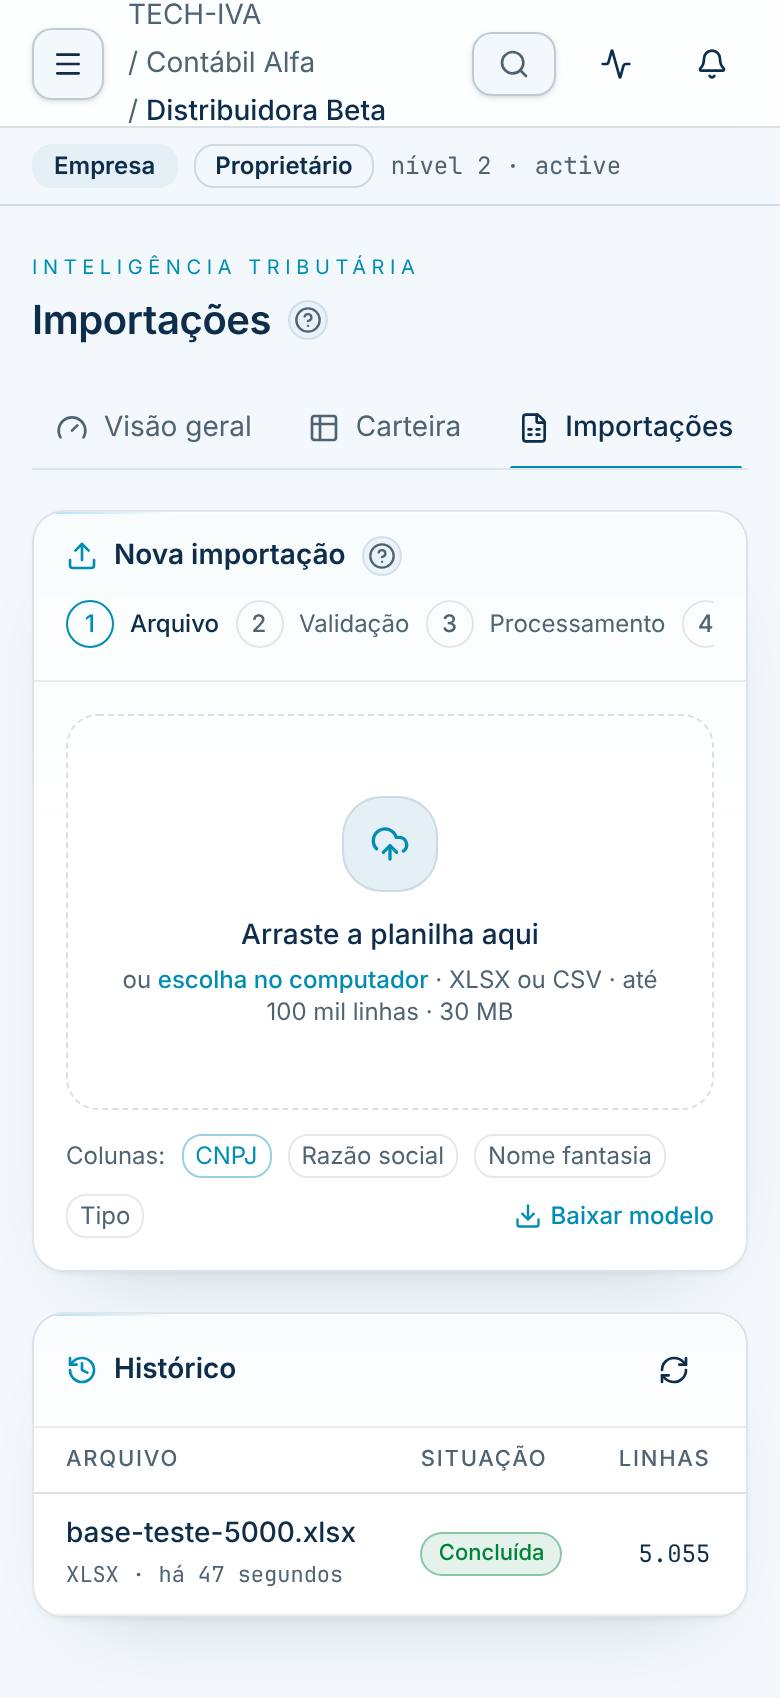 TECH-IVA
/ Contábil Alfa
/ Distribuidora Beta
Empresa Proprietário nível 2 · active
INTELIGÊNCIA TRIBUTÁRIA
Importações
Visão geral Carteira Importações
Nova importação
1 Arquivo 2 Validação 3 Processamento 4
Arraste a planilha aqui
ou escolha no computador · XLSX ou CSV · até
100 mil linhas · 30 MB
Colunas: CNPJ Razão social Nome fantasia
Tipo Baixar modelo
Histórico
ARQUIVO SITUAÇÃO LINHAS
base-teste-5000.xlsx Concluída 5.055
XLSX · há 47 segundos